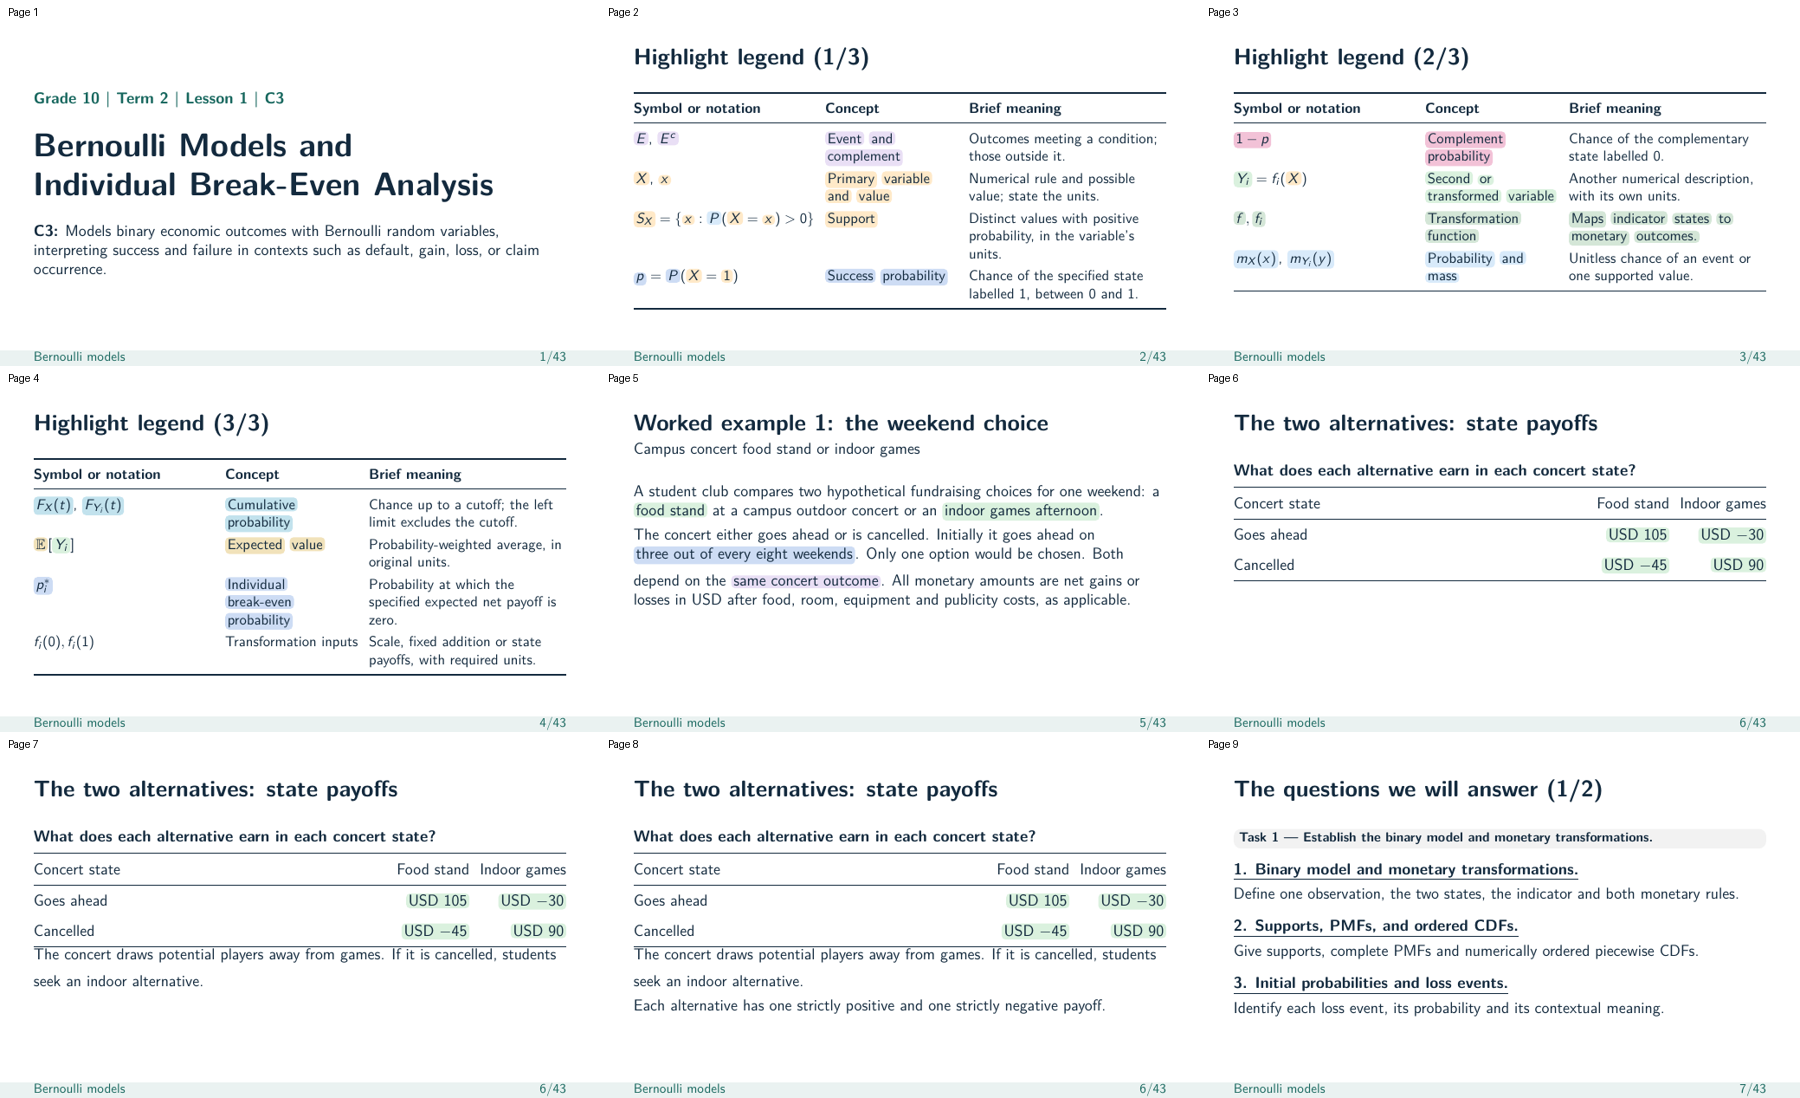 Page 1
Grade 10 | Term 2 | Lesson 1 | C3
Bernoulli Models and
Individual Break-Even Analysis
C3: Models binary economic outcomes with Bernoulli random variables,
interpreting success and failure in contexts such as default, gain, loss, or claim
occurrence.
Bernoulli models 1/43
Page 2
Highlight legend (1/3)
Symbol or notation Concept Brief meaning
E, E^c Event and complement Outcomes meeting a condition; those outside it.
X, x Primary variable and value Numerical rule and possible value; state the units.
S_X = {x : P(X = x) > 0} Support Distinct values with positive probability, in the variable's units.
p = P(X = 1) Success probability Chance of the specified state labelled 1, between 0 and 1.
Bernoulli models 2/43
Page 3
Highlight legend (2/3)
Symbol or notation Concept Brief meaning
1 − p Complement probability Chance of the complementary state labelled 0.
Y_i = f_i(X) Second or transformed variable Another numerical description, with its own units.
f, f_i Transformation function Maps indicator states to monetary outcomes.
m_X(x), m_{Y_i}(y) Probability and mass Unitless chance of an event or one supported value.
Bernoulli models 3/43
Page 4
Highlight legend (3/3)
Symbol or notation Concept Brief meaning
F_X(t), F_{Y_i}(t) Cumulative probability Chance up to a cutoff; the left limit excludes the cutoff.
𝔼[Y_i] Expected value Probability-weighted average, in original units.
p_i^* Individual break-even probability Probability at which the specified expected net payoff is zero.
f_i(0), f_i(1) Transformation inputs Scale, fixed addition or state payoffs, with required units.
Bernoulli models 4/43
Page 5
Worked example 1: the weekend choice
Campus concert food stand or indoor games
A student club compares two hypothetical fundraising choices for one weekend: a
food stand at a campus outdoor concert or an indoor games afternoon.
The concert either goes ahead or is cancelled. Initially it goes ahead on
three out of every eight weekends. Only one option would be chosen. Both
depend on the same concert outcome. All monetary amounts are net gains or
losses in USD after food, room, equipment and publicity costs, as applicable.
Bernoulli models 5/43
Page 6
The two alternatives: state payoffs
What does each alternative earn in each concert state?
Concert state Food stand Indoor games
Goes ahead USD 105 USD −30
Cancelled USD −45 USD 90
Bernoulli models 6/43
Page 7
The two alternatives: state payoffs
What does each alternative earn in each concert state?
Concert state Food stand Indoor games
Goes ahead USD 105 USD −30
Cancelled USD −45 USD 90
The concert draws potential players away from games. If it is cancelled, students
seek an indoor alternative.
Bernoulli models 6/43
Page 8
The two alternatives: state payoffs
What does each alternative earn in each concert state?
Concert state Food stand Indoor games
Goes ahead USD 105 USD −30
Cancelled USD −45 USD 90
The concert draws potential players away from games. If it is cancelled, students
seek an indoor alternative.
Each alternative has one strictly positive and one strictly negative payoff.
Bernoulli models 6/43
Page 9
The questions we will answer (1/2)
Task 1 — Establish the binary model and monetary transformations.
1. Binary model and monetary transformations.
Define one observation, the two states, the indicator and both monetary rules.
2. Supports, PMFs, and ordered CDFs.
Give supports, complete PMFs and numerically ordered piecewise CDFs.
3. Initial probabilities and loss events.
Identify each loss event, its probability and its contextual meaning.
Bernoulli models 7/43